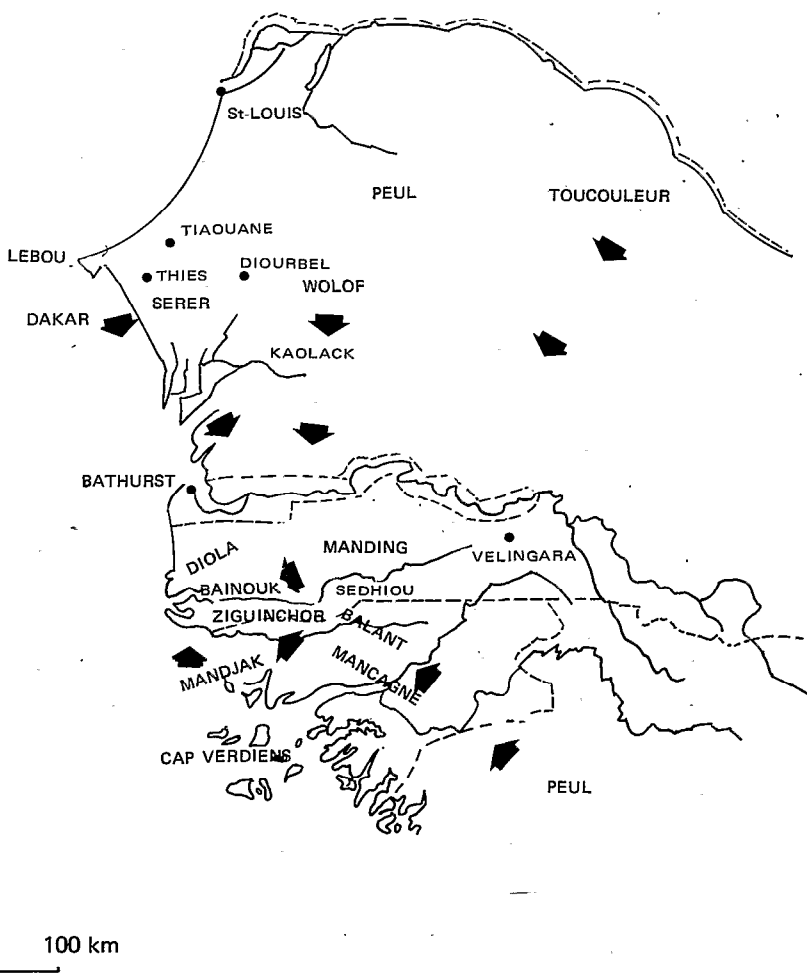 St-LOUIS
PEUL
TOUCOULEUR
TIAOUANE
LEBOU
DIOURBEL
THIES
WOLOF
SERER
DAKAR
KAOLACK
BATHURST
MANDING
VELINGARA
DIOLA
BAINOUK
SEDHIOU
ZIGUINCHOR
BALANT
MANDJAK
MANCAGNE
CAP VERDIENS
PEUL
100 km